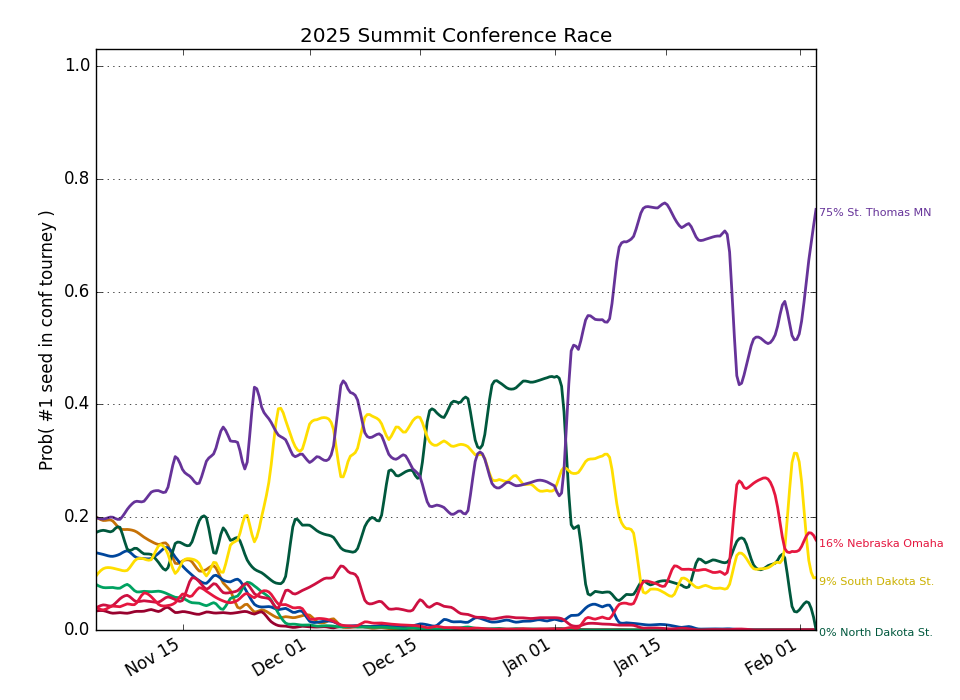 2025 Summit Conference Race
Prob( #1 seed in conf tourney )
1.0
0.8
0.6
0.4
0.2
0.0
75% St. Thomas MN
16% Nebraska Omaha
9% South Dakota St.
0% North Dakota St.
Nov 15
Dec 01
Dec 15
Jan 01
Jan 15
Feb 01